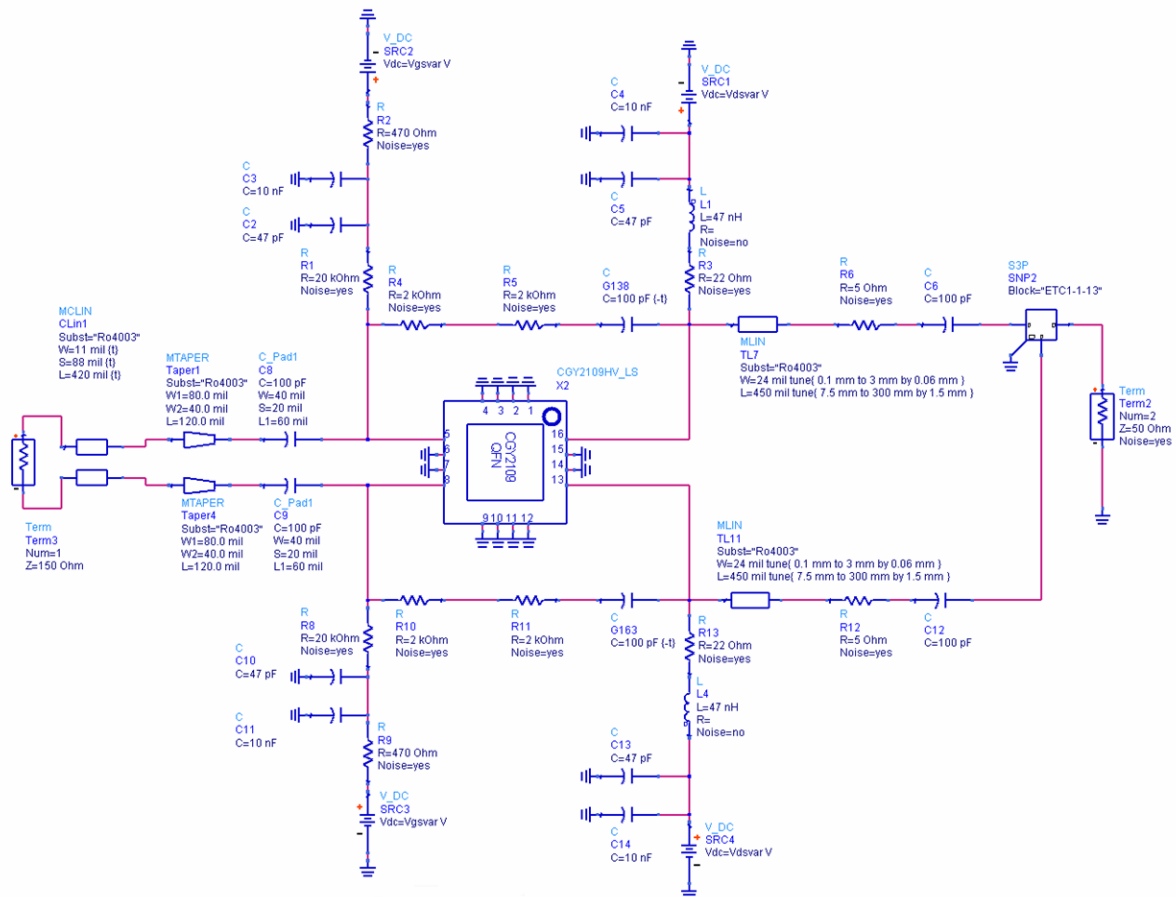 V_DC
SRC2
Vdc=Vgsvar V
R
R2
R=470 Ohm
Noise=yes
C
C3
C=10 nF
C
C2
C=47 pF
R
R1
R=20 kOhm
Noise=yes
R
R4
R=2 kOhm
Noise=yes
R
R5
R=2 kOhm
Noise=yes
C
G138
C=100 pF {-t}
V_DC
SRC1
Vdc=Vdsvar V
C
C4
C=10 nF
C
C5
C=47 pF
L
L1
L=47 nH
R=
Noise=no
R
R3
R=22 Ohm
Noise=yes
R
R6
R=5 Ohm
Noise=yes
C
C6
C=100 pF
S3P
SNP2
Block="ETC1-1-13"
MLIN
TL7
Subst="Ro4003"
W=24 mil tune{ 0.1 mm to 3 mm by 0.06 mm }
L=450 mil tune{ 7.5 mm to 300 mm by 1.5 mm }
Term
Term2
Num=2
Z=50 Ohm
Noise=yes
MCLIN
CLin1
Subst="Ro4003"
W=11 mil {t}
S=88 mil {t}
L=420 mil {t}
MTAPER
Taper1
Subst="Ro4003"
W1=80.0 mil
W2=40.0 mil
L=120.0 mil
C_Pad1
C8
C=100 pF
W=40 mil
S=20 mil
L1=60 mil
CGY2109HV_LS
X2
4 3 2 1
5
6
7
8
16
15
14
13
CGY2109
QFN
9 10 11 12
Term
Term3
Num=1
Z=150 Ohm
MTAPER
Taper4
Subst="Ro4003"
W1=80.0 mil
W2=40.0 mil
L=120.0 mil
C_Pad1
C9
C=100 pF
W=40 mil
S=20 mil
L1=60 mil
MLIN
TL11
Subst="Ro4003"
W=24 mil tune{ 0.1 mm to 3 mm by 0.06 mm }
L=450 mil tune{ 7.5 mm to 300 mm by 1.5 mm }
R
R8
R=20 kOhm
Noise=yes
R
R10
R=2 kOhm
Noise=yes
R
R11
R=2 kOhm
Noise=yes
C
G163
C=100 pF {-t}
R
R13
R=22 Ohm
Noise=yes
R
R12
R=5 Ohm
Noise=yes
C
C12
C=100 pF
C
C10
C=47 pF
C
C11
C=10 nF
R
R9
R=470 Ohm
Noise=yes
V_DC
SRC3
Vdc=Vgsvar V
L
L4
L=47 nH
R=
Noise=no
C
C13
C=47 pF
C
C14
C=10 nF
V_DC
SRC4
Vdc=Vdsvar V